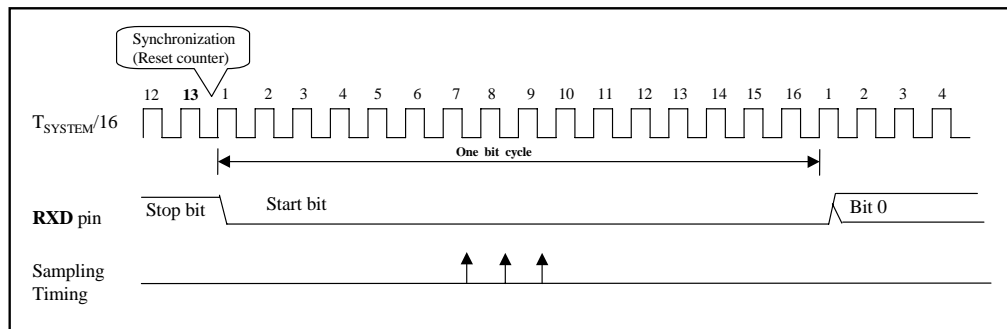 Synchronization
(Reset counter)
12 13 1 2 3 4 5 6 7 8 9 10 11 12 13 14 15 16 1 2 3 4
TSYSTEM/16
One bit cycle
RXD pin
Stop bit
Start bit
Bit 0
Sampling
Timing